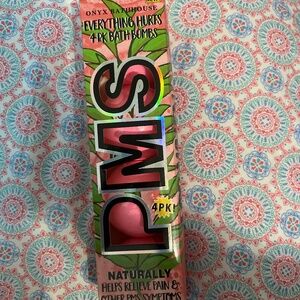 ONYX BATHHOUSE
EVERYTHING HURTS
4 PK BATH BOMBS
PMS
4PK!
NATURALLY
HELPS RELIEVE PAIN &
OTHER PMS SYMPTOMS